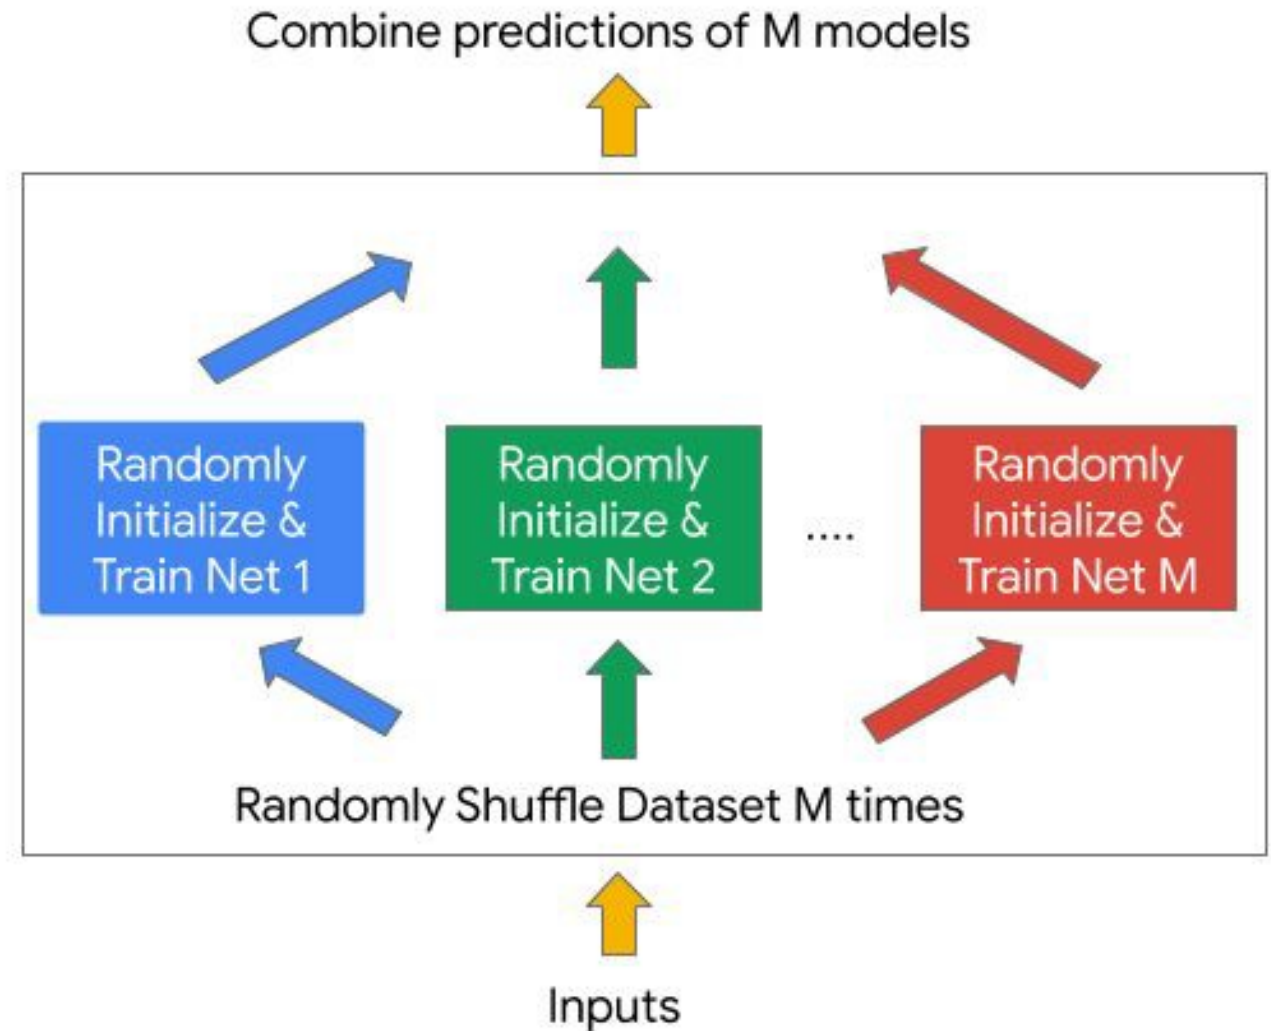 Combine predictions of M models
Randomly
Initialize &
Train Net 1
Randomly
Initialize &
Train Net 2
....
Randomly
Initialize &
Train Net M
Randomly Shuffle Dataset M times
Inputs